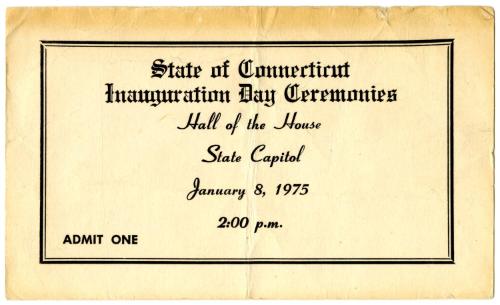 State of Connecticut
Inauguration Day Ceremonies
Hall of the House
State Capitol
January 8, 1975
2:00 p.m.
ADMIT ONE